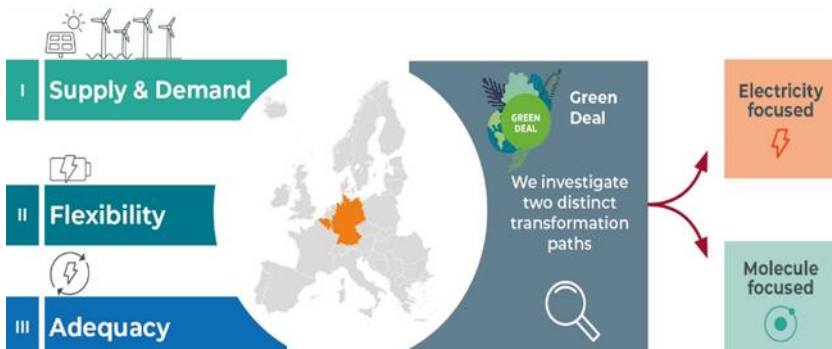 I
Supply & Demand
II
Flexibility
III
Adequacy
GREEN
DEAL
Green
Deal
We investigate
two distinct
transformation
paths
Electricity
focused
Molecule
focused